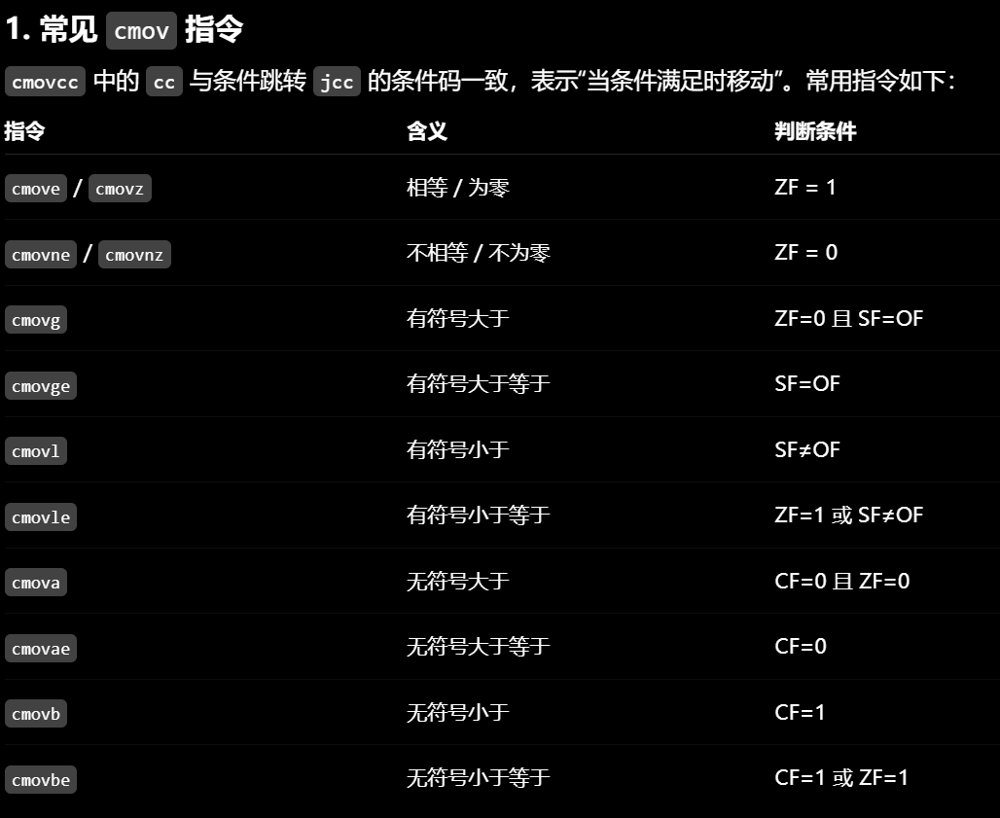 1. 常见 cmov 指令
cmovcc 中的 cc 与条件跳转 jcc 的条件码一致，表示“当条件满足时移动”。常用指令如下：
指令 含义 判断条件
cmove / cmovz 相等 / 为零 ZF = 1
cmovne / cmovnz 不相等 / 不为零 ZF = 0
cmovg 有符号大于 ZF=0 且 SF=OF
cmovge 有符号大于等于 SF=OF
cmovl 有符号小于 SF≠OF
cmovle 有符号小于等于 ZF=1 或 SF≠OF
cmova 无符号大于 CF=0 且 ZF=0
cmovae 无符号大于等于 CF=0
cmovb 无符号小于 CF=1
cmovbe 无符号小于等于 CF=1 或 ZF=1